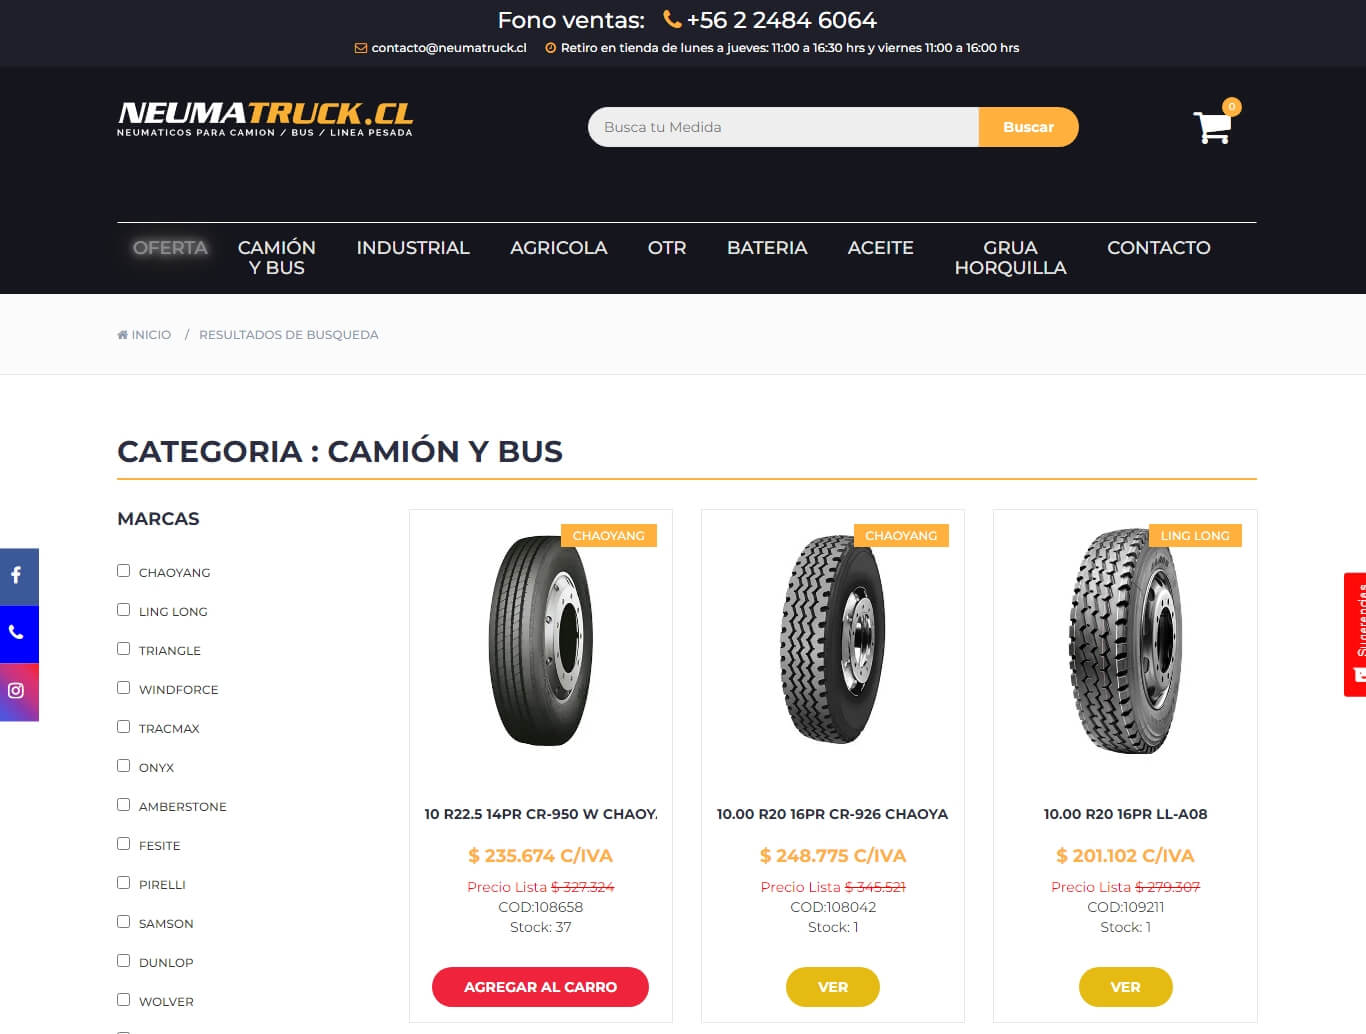 Fono ventas: +56 2 2484 6064
contacto@neumatruck.cl Retiro en tienda de lunes a jueves: 11:00 a 16:30 hrs y viernes 11:00 a 16:00 hrs
NEUMATRUCK.CL
NEUMATICOS PARA CAMION / BUS / LINEA PESADA
Busca tu Medida
Buscar
0
OFERTA
CAMIÓN
Y BUS
INDUSTRIAL
AGRICOLA
OTR
BATERIA
ACEITE
GRUA
HORQUILLA
CONTACTO
INICIO / RESULTADOS DE BUSQUEDA
CATEGORIA : CAMIÓN Y BUS
MARCAS
CHAOYANG
LING LONG
TRIANGLE
WINDFORCE
TRACMAX
ONYX
AMBERSTONE
FESITE
PIRELLI
SAMSON
DUNLOP
WOLVER
CHAOYANG
10 R22.5 14PR CR-950 W CHAOY
$ 235.674 C/IVA
Precio Lista $ 327.324
COD:108658
Stock: 37
AGREGAR AL CARRO
CHAOYANG
10.00 R20 16PR CR-926 CHAOYA
$ 248.775 C/IVA
Precio Lista $ 345.521
COD:108042
Stock: 1
VER
LING LONG
10.00 R20 16PR LL-A08
$ 201.102 C/IVA
Precio Lista $ 279.307
COD:109211
Stock: 1
VER